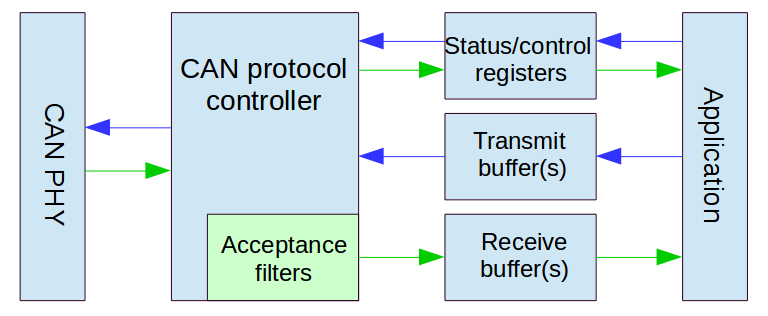 CAN PHY
CAN protocol
controller
Acceptance
filters
Status/control
registers
Transmit
buffer(s)
Receive
buffer(s)
Application